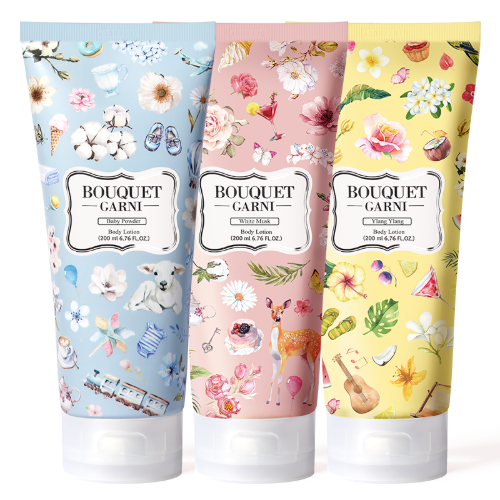 BOUQUET
GARNI
Baby Powder
Body Lotion
(200 ml 6.76 FL.OZ.)
BOUQUET
GARNI
White Musk
Body Lotion
(200 ml 6.76 FL.OZ.)
BOUQUET
GARNI
Ylang Ylang
Body Lotion
(200 ml 6.76 FL.OZ.)